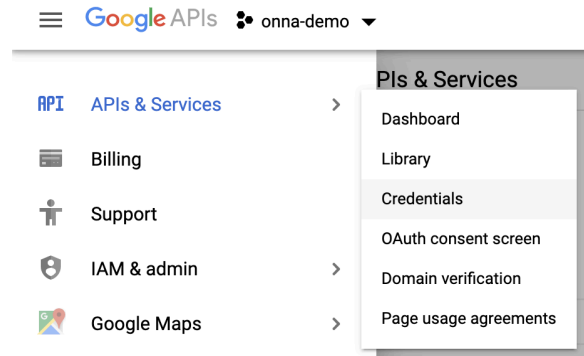 Google APIs onna-demo
PIs & Services
API APIs & Services
Billing
Support
IAM & admin
Google Maps
Dashboard
Library
Credentials
OAuth consent screen
Domain verification
Page usage agreements